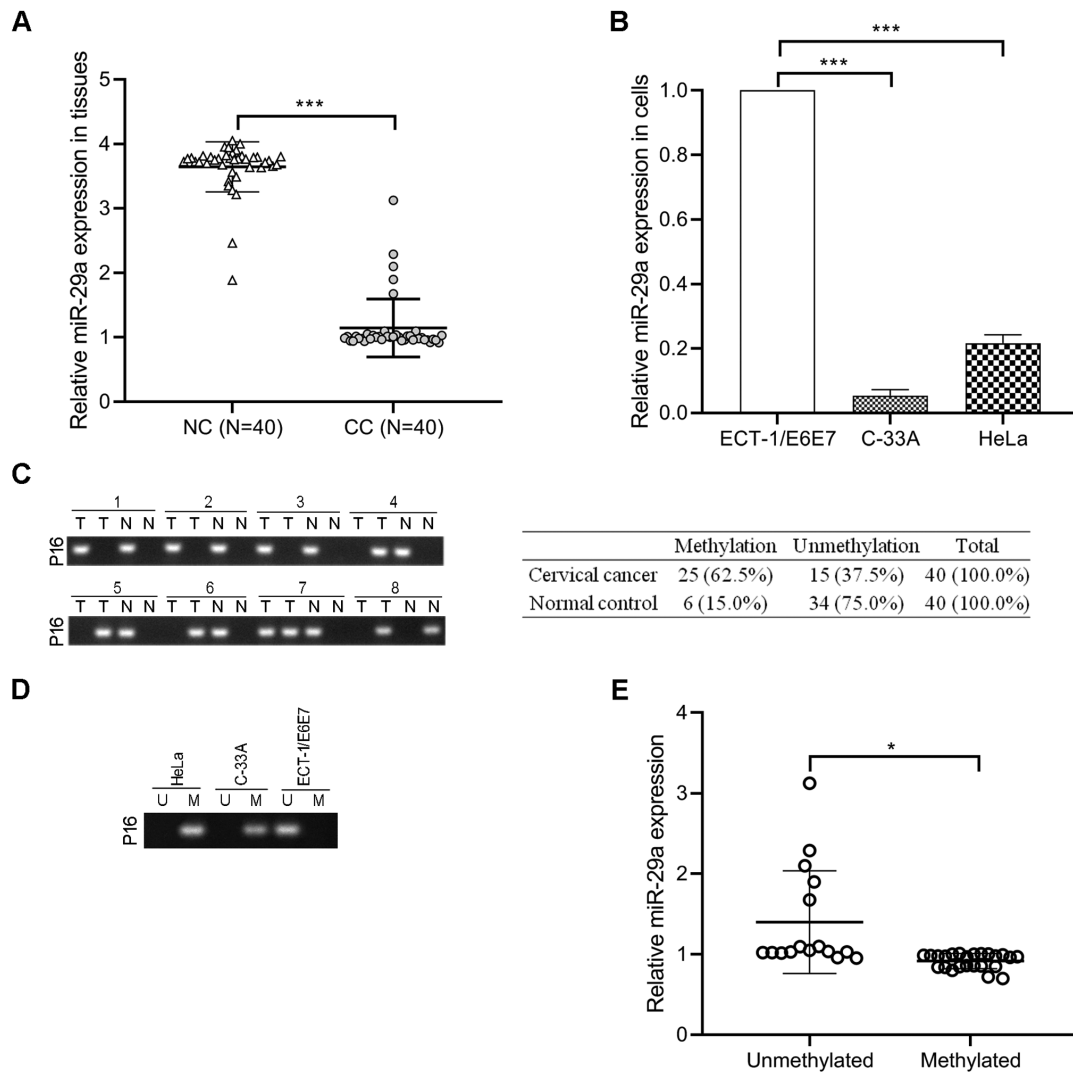 A
Relative miR-29a expression in tissues
5
4
3
2
1
0
***
NC (N=40)
CC (N=40)
B
Relative miR-29a expression in cells
1.0
0.8
0.6
0.4
0.2
0.0
***
***
ECT-1/E6E7
C-33A
HeLa
C
1 2 3 4
T T N N T T N N T T N N T T N N
P16
5 6 7 8
T T N N T T N N T T N N T T N N
P16
Methylation Unmethylation Total
Cervical cancer 25 (62.5%) 15 (37.5%) 40 (100.0%)
Normal control 6 (15.0%) 34 (75.0%) 40 (100.0%)
D
HeLa
C-33A
ECT-1/E6E7
U M U M U M
P16
E
Relative miR-29a expression
4
3
2
1
0
*
Unmethylated
Methylated